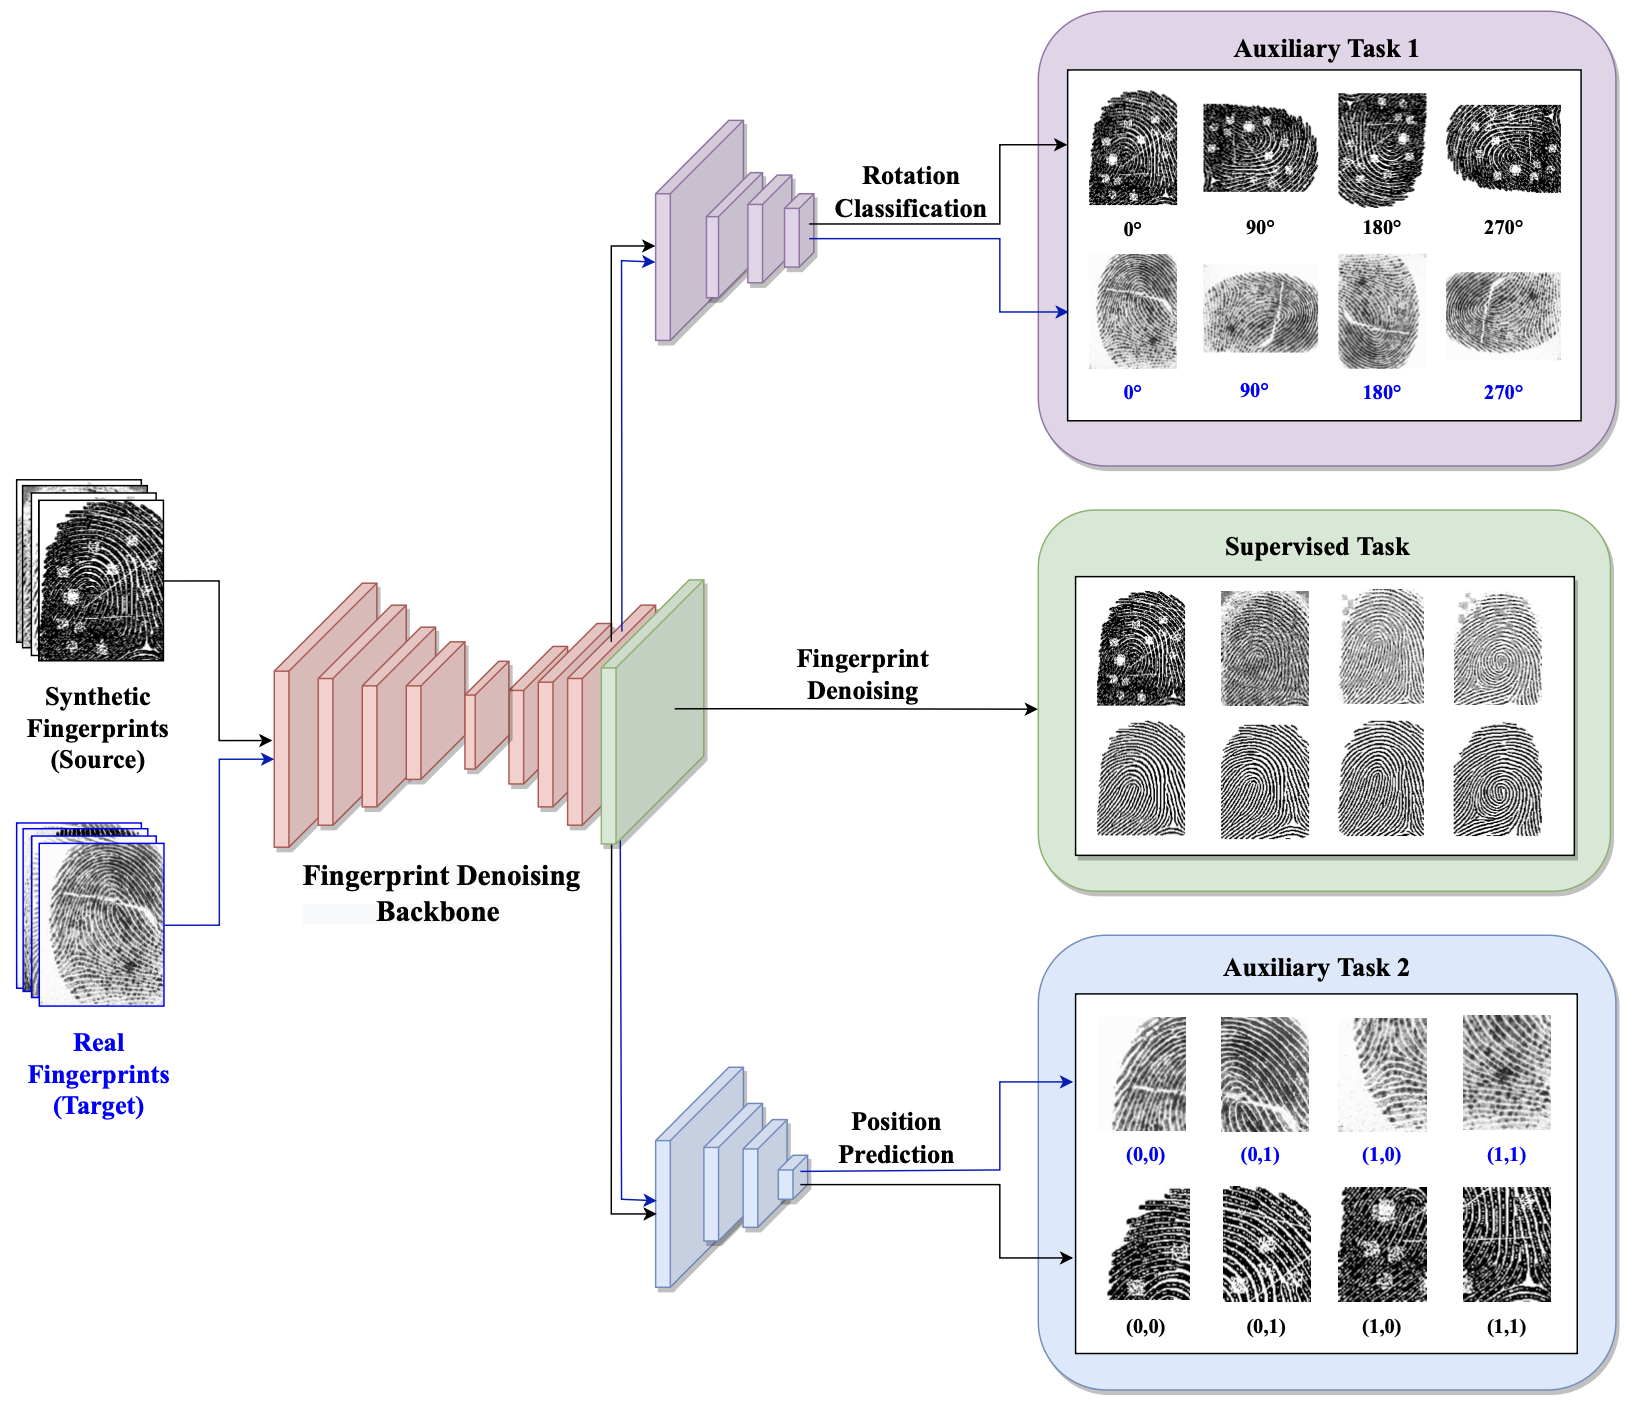 Auxiliary Task 1
Rotation
Classification
0° 90° 180° 270°
0° 90° 180° 270°
Synthetic
Fingerprints
(Source)
Supervised Task
Fingerprint
Denoising
Fingerprint Denoising
Backbone
Real
Fingerprints
(Target)
Auxiliary Task 2
Position
Prediction
(0,0) (0,1) (1,0) (1,1)
(0,0) (0,1) (1,0) (1,1)